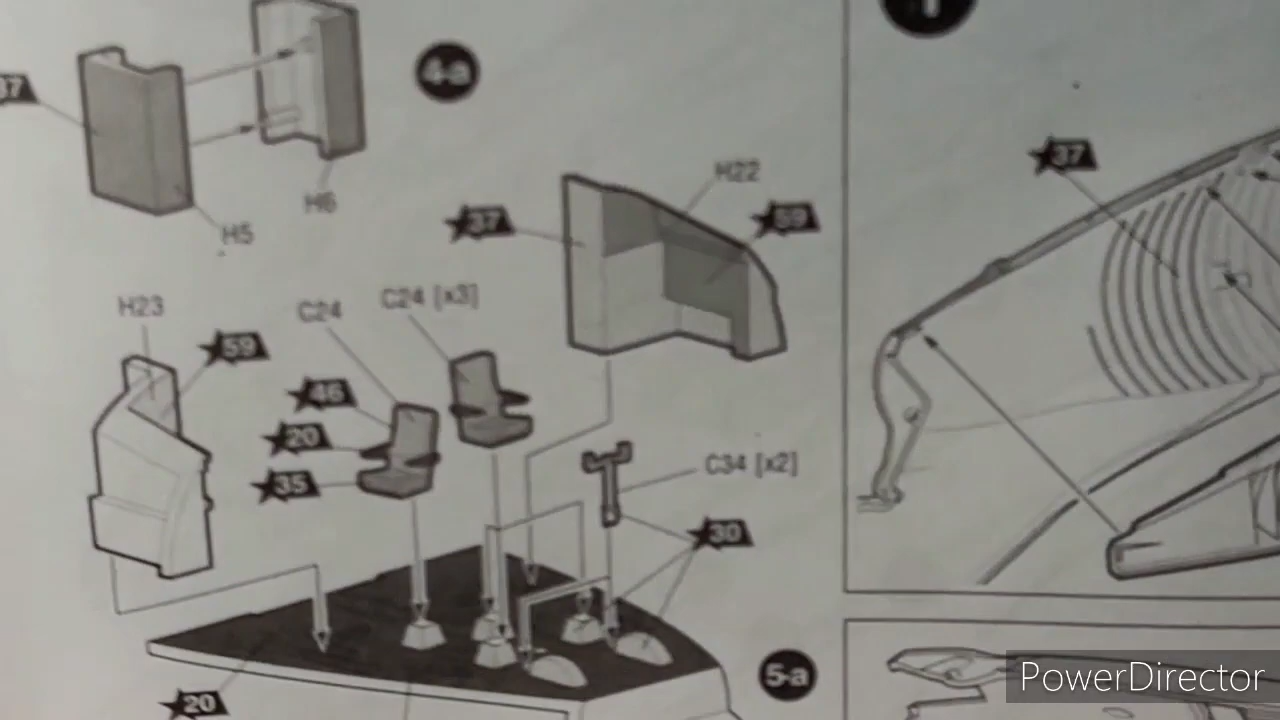 4-a
37
H6
H5
H22
37
59
37
H23
C24
C24 [x3]
59
46
20
35
C34 [x2]
30
5-a
20
PowerDirector